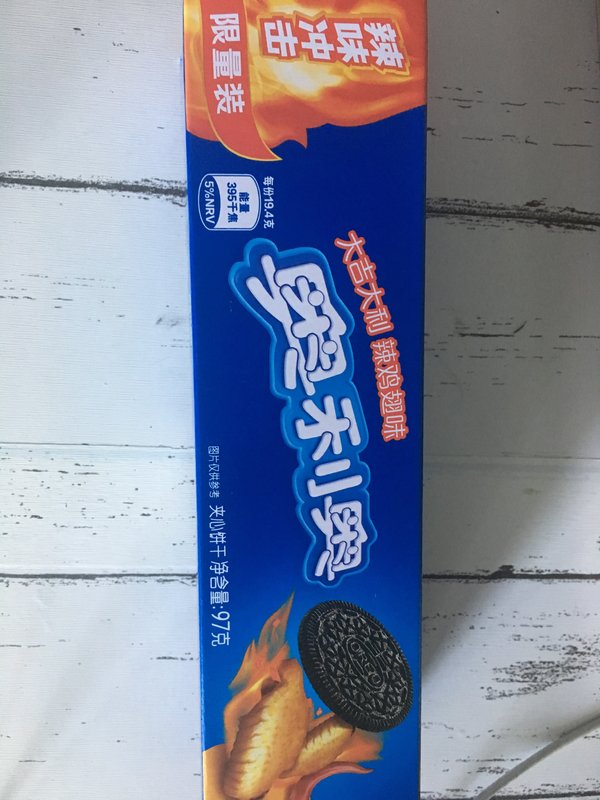 辣味冲击
限量装
每份19.4克
能量
395千焦
5%NRV
大吉大利 辣鸡翅味
奥利奥
图片仅供参考 夹心饼干 净含量:97克
OREO